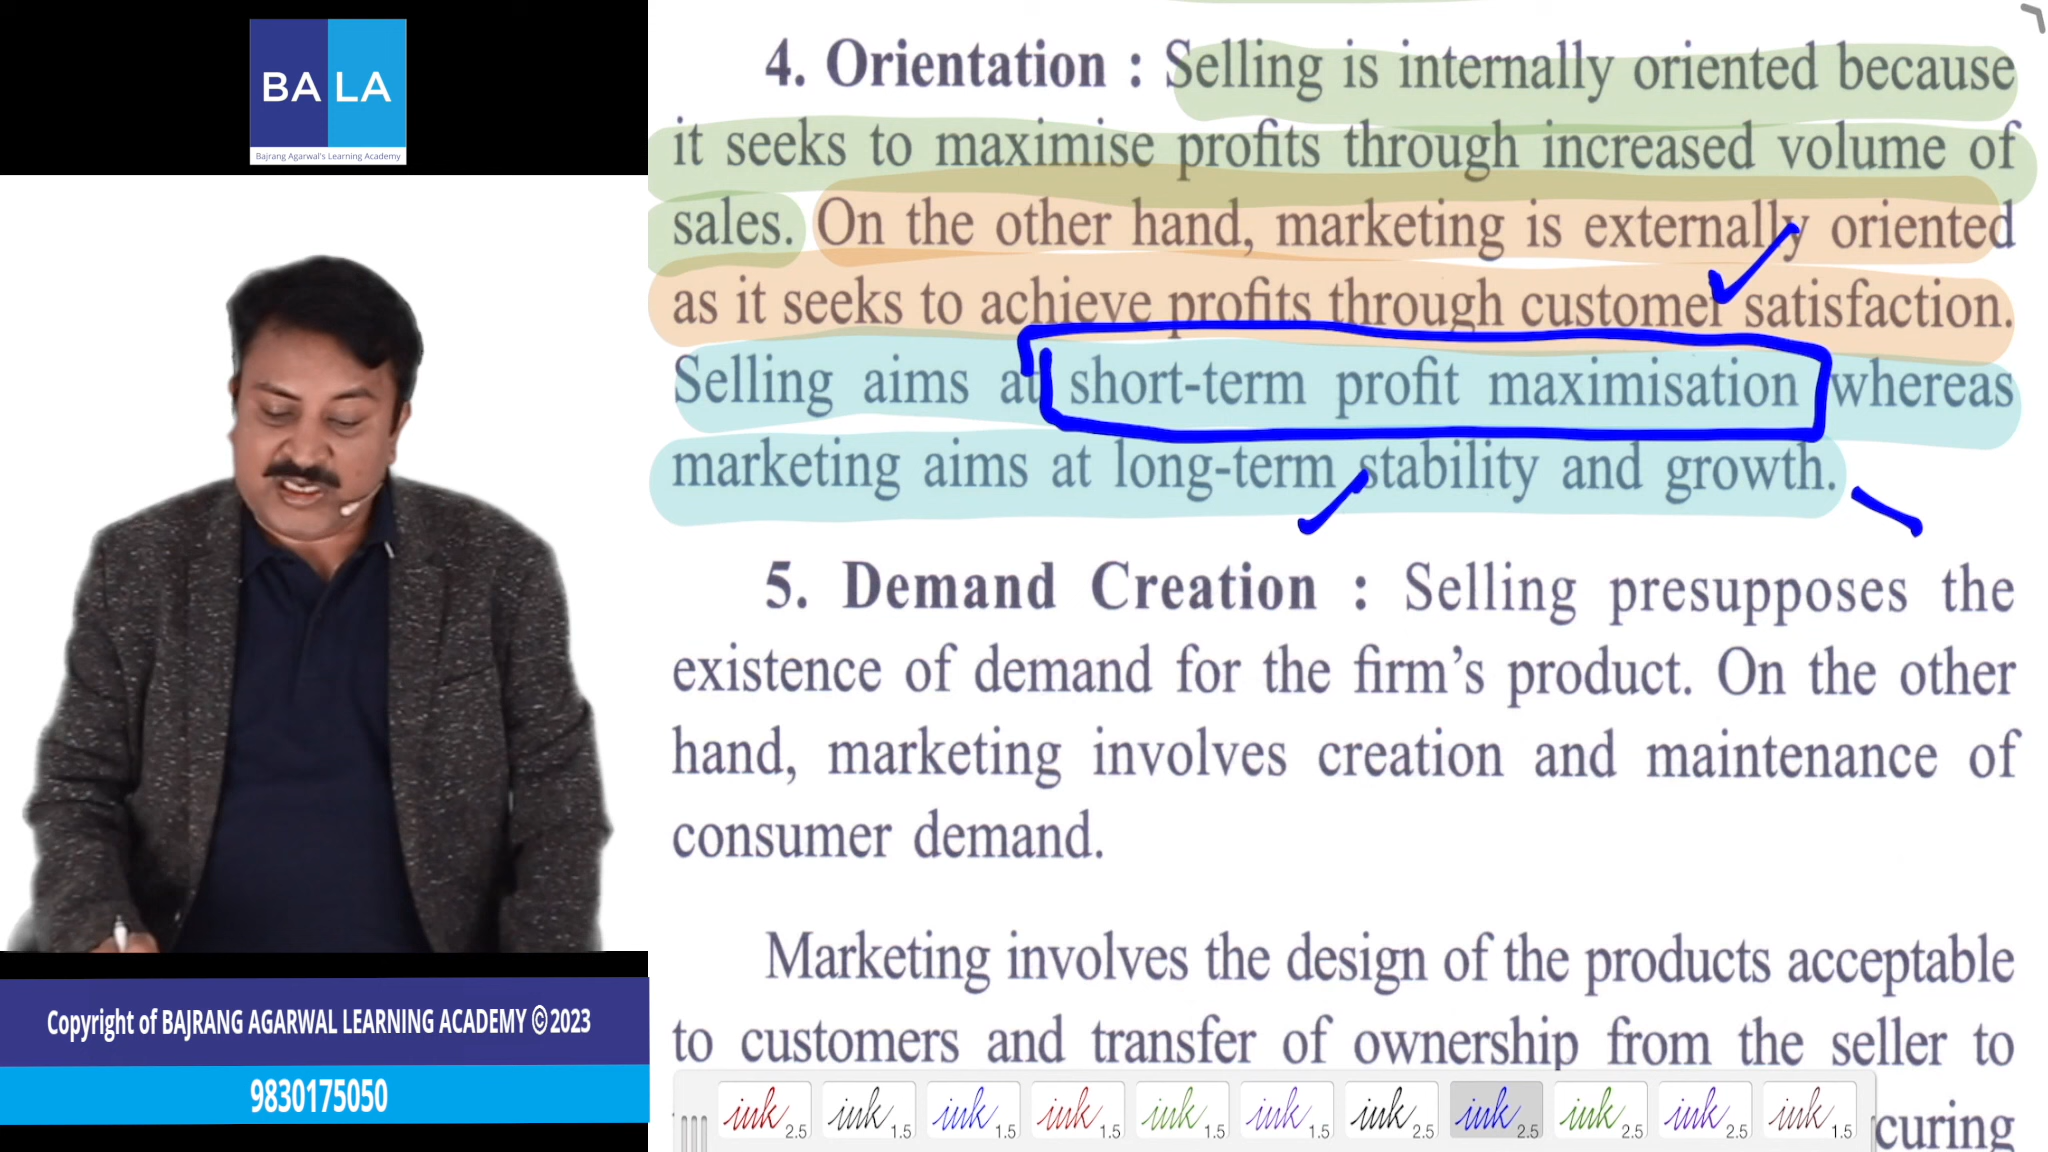 BALA
Bajrang Agarwal's Learning Academy
4. Orientation : Selling is internally oriented because
it seeks to maximise profits through increased volume of
sales. On the other hand, marketing is externally oriented
as it seeks to achieve profits through customer satisfaction.
Selling aims at short-term profit maximisation whereas
marketing aims at long-term stability and growth.
5. Demand Creation : Selling presupposes the
existence of demand for the firm's product. On the other
hand, marketing involves creation and maintenance of
consumer demand.
Marketing involves the design of the products acceptable
to customers and transfer of ownership from the seller to
curing
ink 2.5 ink 1.5 ink 1.5 ink 1.5 ink 1.5 ink 1.5 ink 2.5 ink 2.5 ink 2.5 ink 2.5 ink 1.5
Copyright of BAJRANG AGARWAL LEARNING ACADEMY ©2023
9830175050